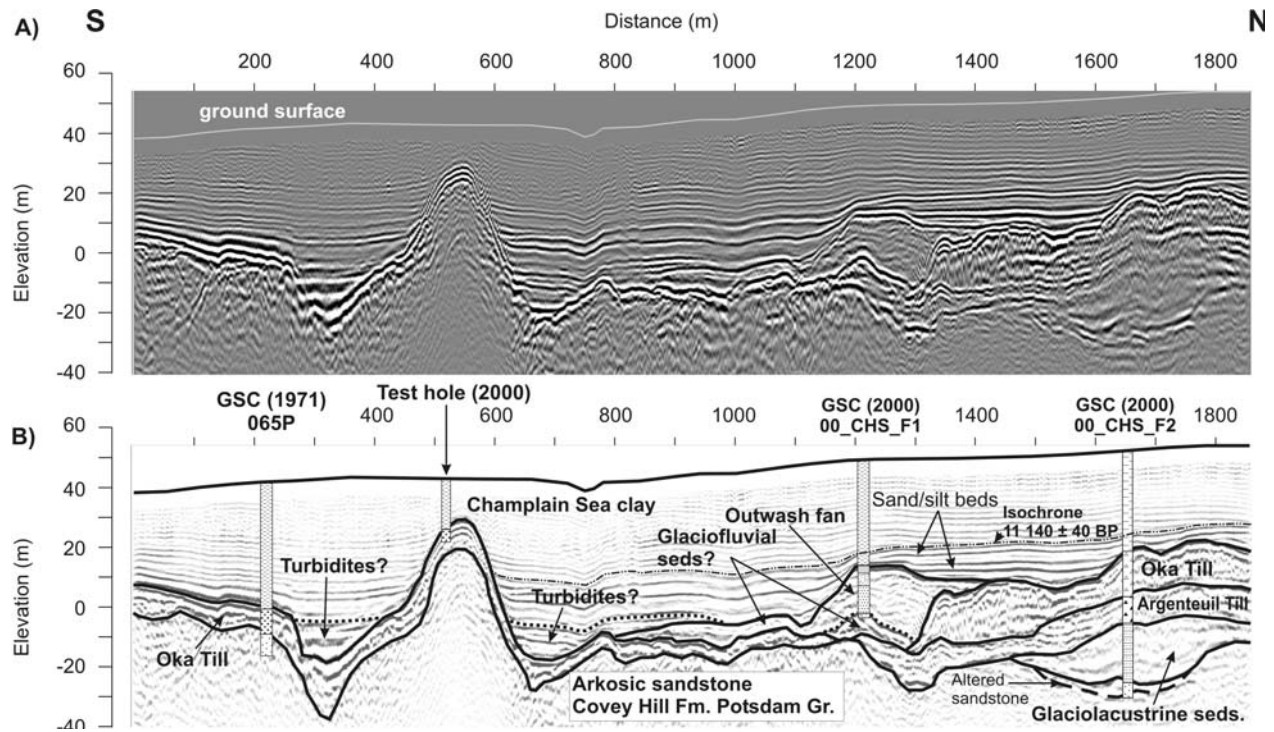 A)
S
Distance (m)
N
200 400 600 800 1000 1200 1400 1600 1800
60
40
20
0
-20
-40
Elevation (m)
ground surface
B)
GSC (1971)
065P
Test hole (2000)
GSC (2000)
00_CHS_F1
GSC (2000)
00_CHS_F2
400 600 800 1000 1400 1800
60
40
20
0
-20
-40
Elevation (m)
Champlain Sea clay
Outwash fan
Sand/silt beds
Glaciofluvial
seds?
Isochrone
11 140 ± 40 BP
Turbidites?
Turbidites?
Oka Till
Oka Till
Argenteuil Till
Arkosic sandstone
Covey Hill Fm. Potsdam Gr.
Altered
sandstone
Glaciolacustrine seds.